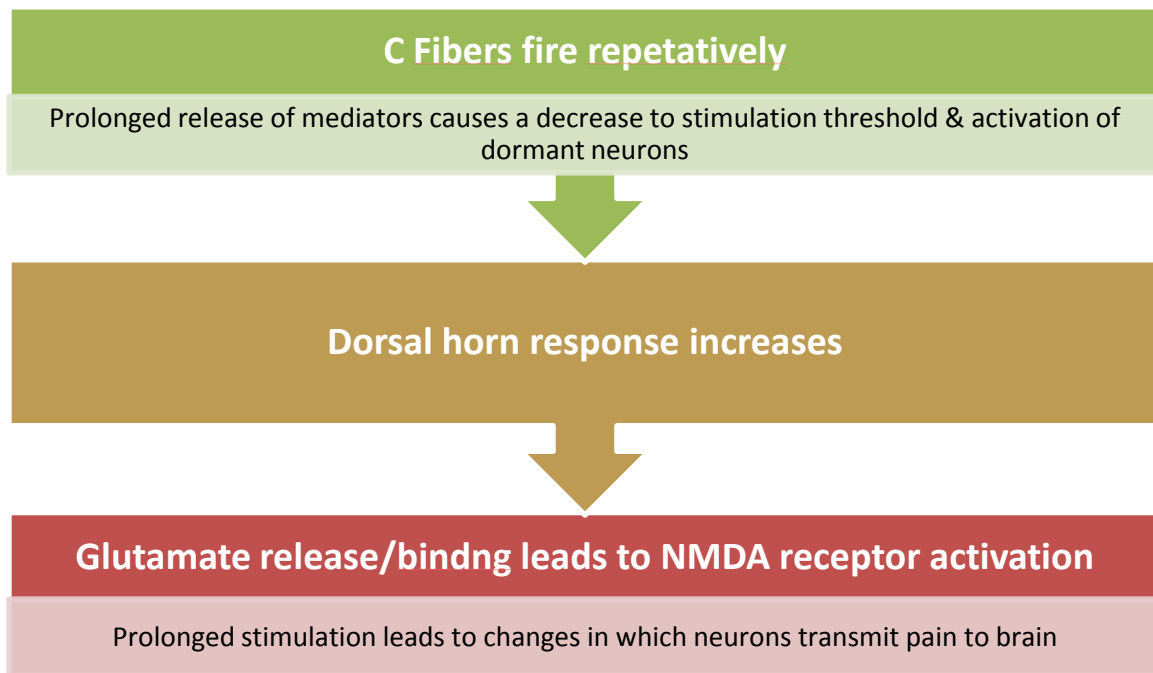 C Fibers fire repetatively
Prolonged release of mediators causes a decrease to stimulation threshold & activation of
dormant neurons
Dorsal horn response increases
Glutamate release/bindng leads to NMDA receptor activation
Prolonged stimulation leads to changes in which neurons transmit pain to brain